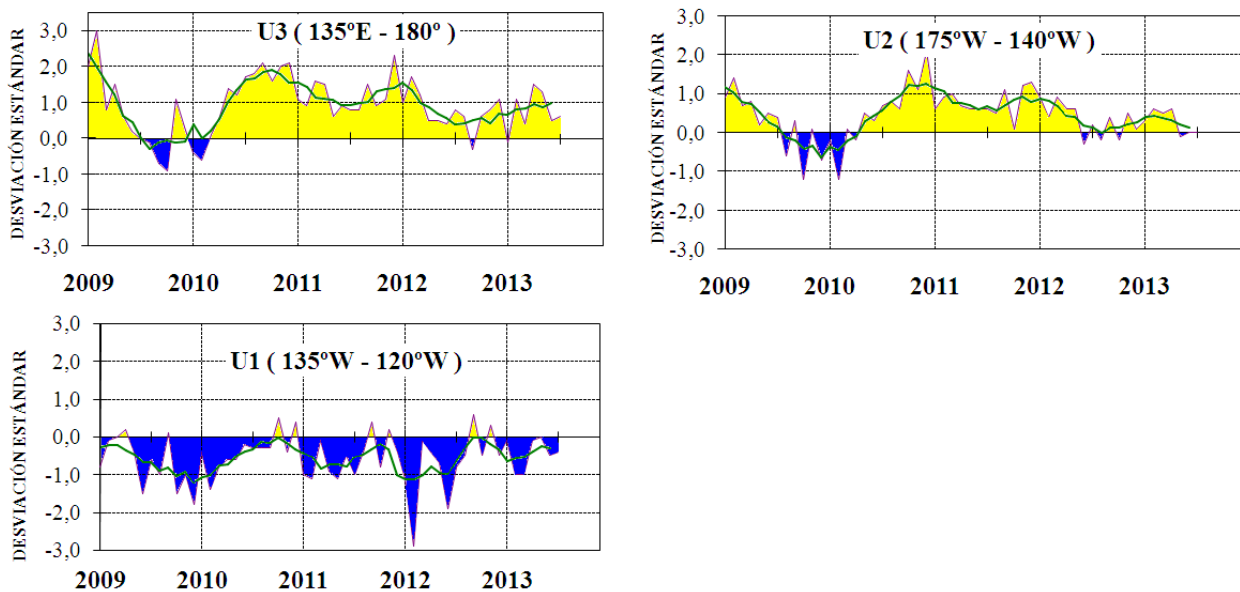 U3 ( 135ºE - 180º )
DESVIACIÓN ESTÁNDAR
3,0
2,0
1,0
0,0
-1,0
-2,0
-3,0
2009 2010 2011 2012 2013
U2 ( 175ºW - 140ºW )
DESVIACIÓN ESTÁNDAR
3,0
2,0
1,0
0,0
-1,0
-2,0
-3,0
2009 2010 2011 2012 2013
U1 ( 135ºW - 120ºW )
DESVIACIÓN ESTÁNDAR
3,0
2,0
1,0
0,0
-1,0
-2,0
-3,0
2009 2010 2011 2012 2013